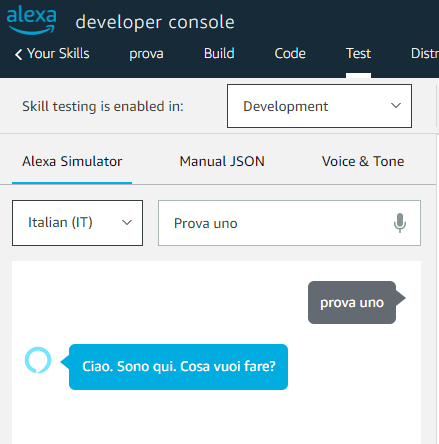 alexa developer console
Your Skills prova Build Code Test Distr
Skill testing is enabled in: Development
Alexa Simulator Manual JSON Voice & Tone
Italian (IT) Prova uno
prova uno
Ciao. Sono qui. Cosa vuoi fare?